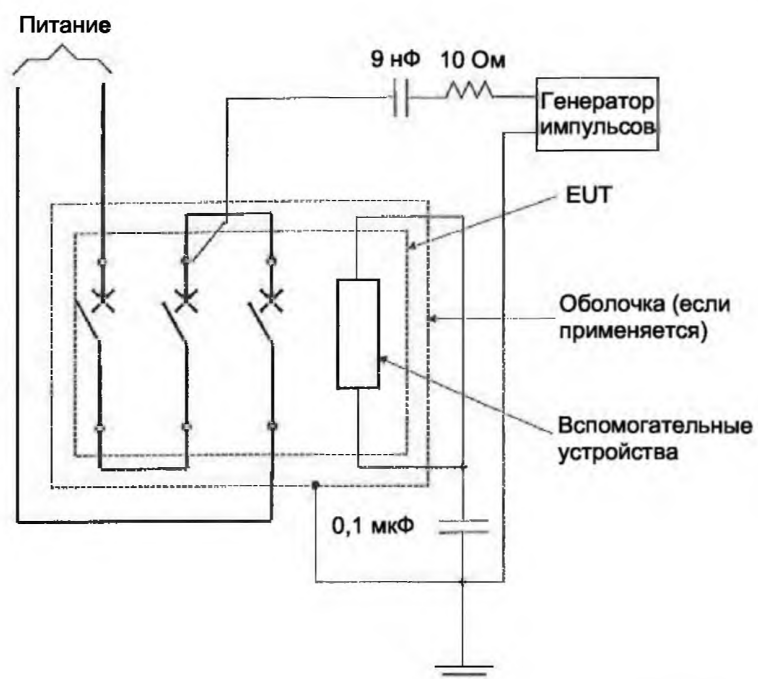 Питание
9 нФ
10 Ом
Генератор
импульсов
EUT
Оболочка (если
применяется)
Вспомогательные
устройства
0,1 мкФ